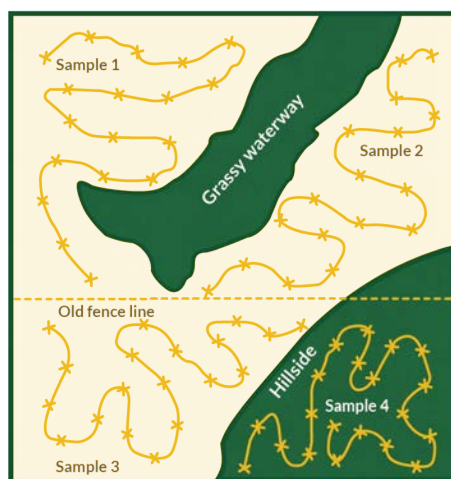 Sample 1
Grassy waterway
Sample 2
Old fence line
Hillside
Sample 4
Sample 3